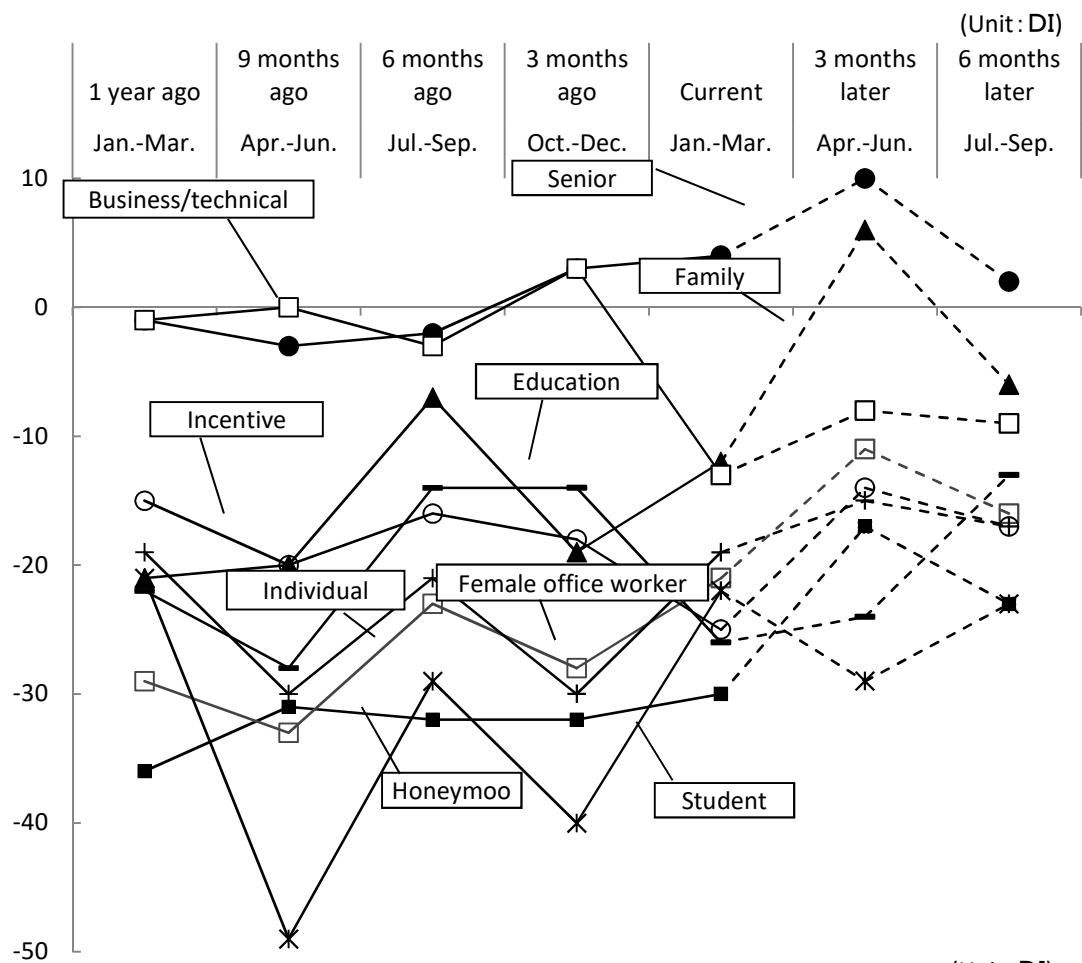 (Unit: DI)
1 year ago
9 months
ago
6 months
ago
3 months
ago
Current
3 months
later
6 months
later
Jan.-Mar.
Apr.-Jun.
Jul.-Sep.
Oct.-Dec.
Jan.-Mar.
Apr.-Jun.
Jul.-Sep.
10
0
-10
-20
-30
-40
-50
Business/technical
Senior
Family
Education
Incentive
Individual
Female office worker
Honeymoo
Student